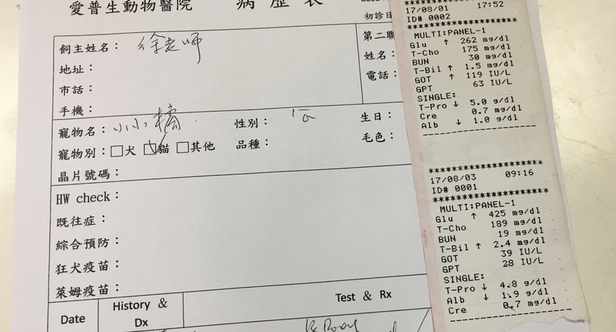 愛普生動物醫院 病歷表
初診日
飼主姓名： 徐老師
第二聯
地址：
姓名：
市話：
電話：
手機：
寵物名： 小小橘 性別： 生日：
寵物別：□犬 ☑貓 □其他 品種： 毛色：
晶片號碼：
HW check：
既往症：
綜合預防：
狂犬疫苗：
萊姆疫苗：
Date History & Dx Test & Rx
17/08/01 17:52
ID# 0002
********************
MULTI:PANEL-1
Glu ↑ 262 mg/dl
T-Cho 175 mg/dl
BUN 30 mg/dl
T-Bil ↑ 1.5 mg/dl
GOT ↑ 119 IU/L
GPT 63 IU/L
SINGLE:
T-Pro ↓ 5.0 g/dl
Cre 0.7 mg/dl
Alb ↓ 1.0 g/dl
********************
17/08/03 09:16
ID# 0001
********************
MULTI:PANEL-1
Glu ↑ 425 mg/dl
T-Cho 189 mg/dl
BUN 19 mg/dl
T-Bil ↑ 2.4 mg/dl
GOT 39 IU/L
GPT 28 IU/L
SINGLE:
T-Pro ↓ 4.8 g/dl
Alb ↓ 1.9 g/dl
Cre 0.7 mg/dl